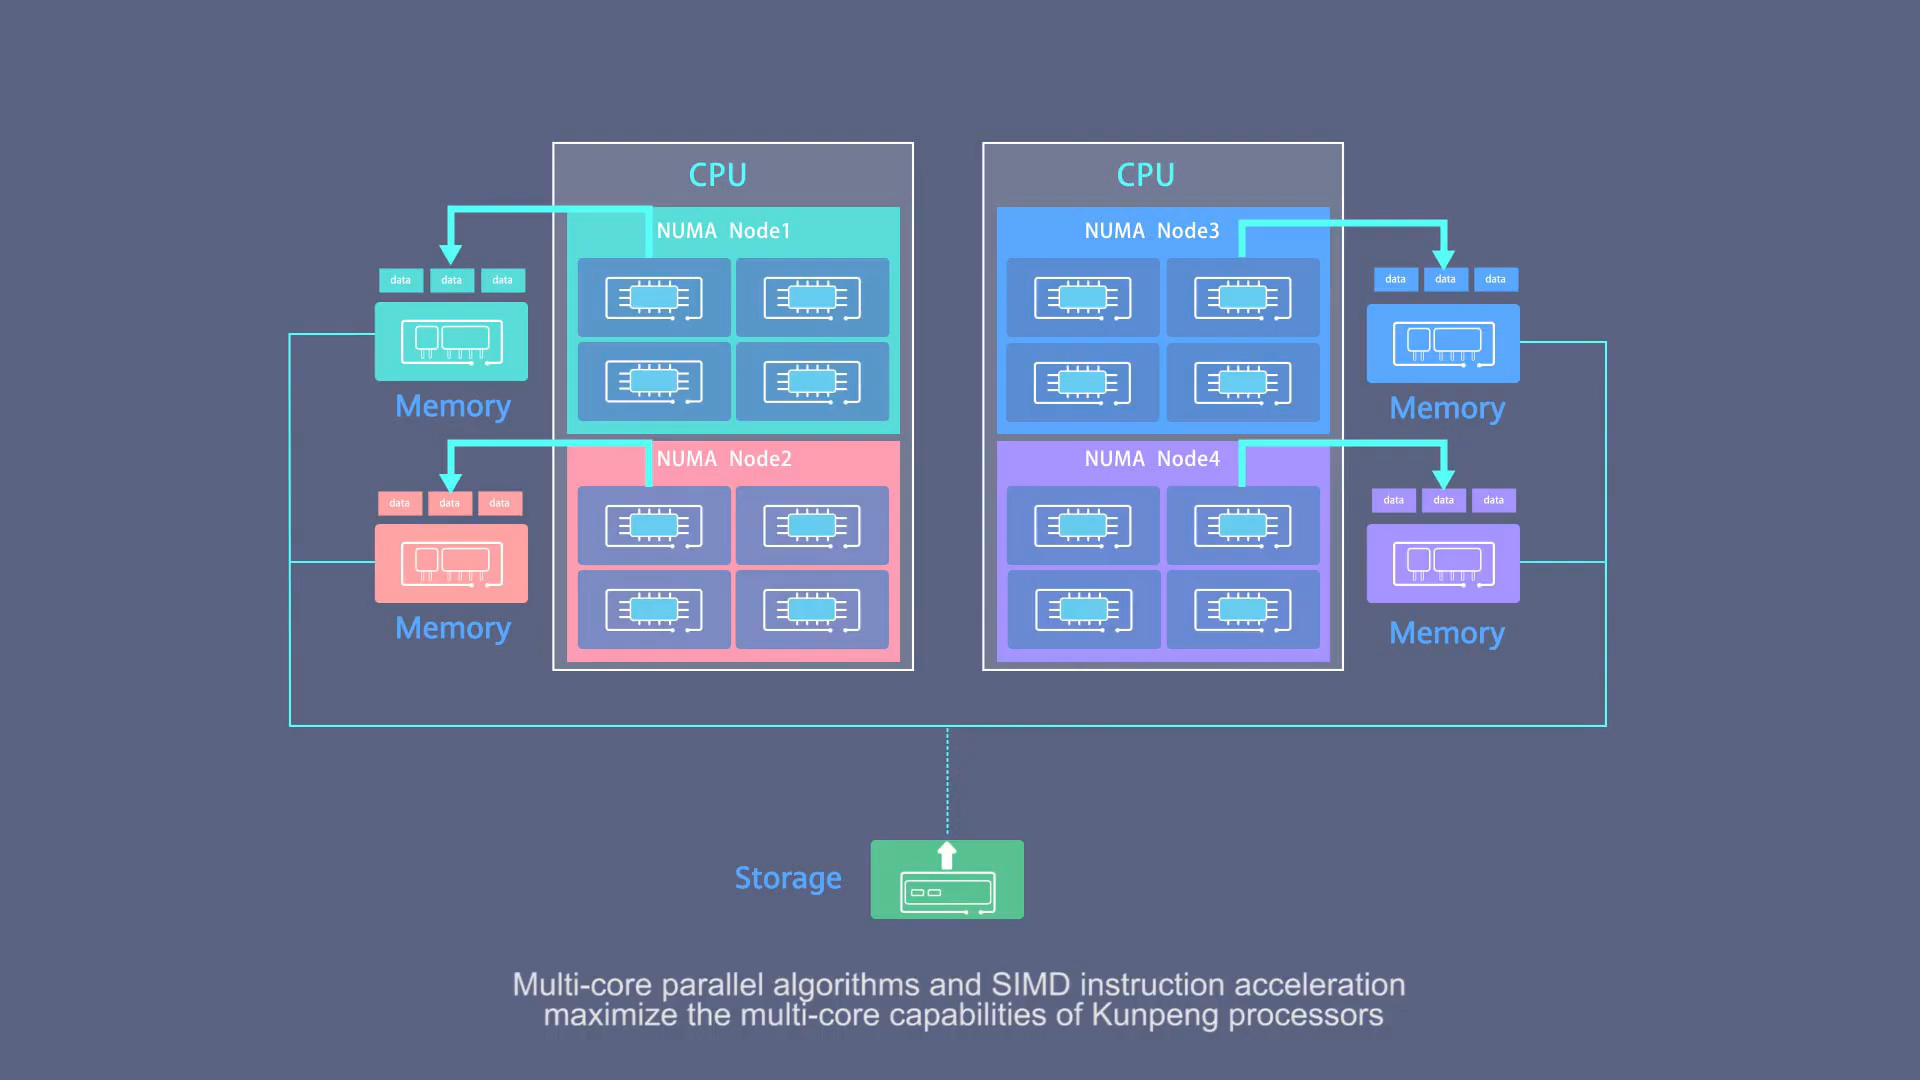 CPU
CPU
NUMA Node1
NUMA Node3
data data data
data data data
Memory
Memory
NUMA Node2
NUMA Node4
data data data
data data data
Memory
Memory
Storage
Multi-core parallel algorithms and SIMD instruction acceleration
maximize the multi-core capabilities of Kunpeng processors